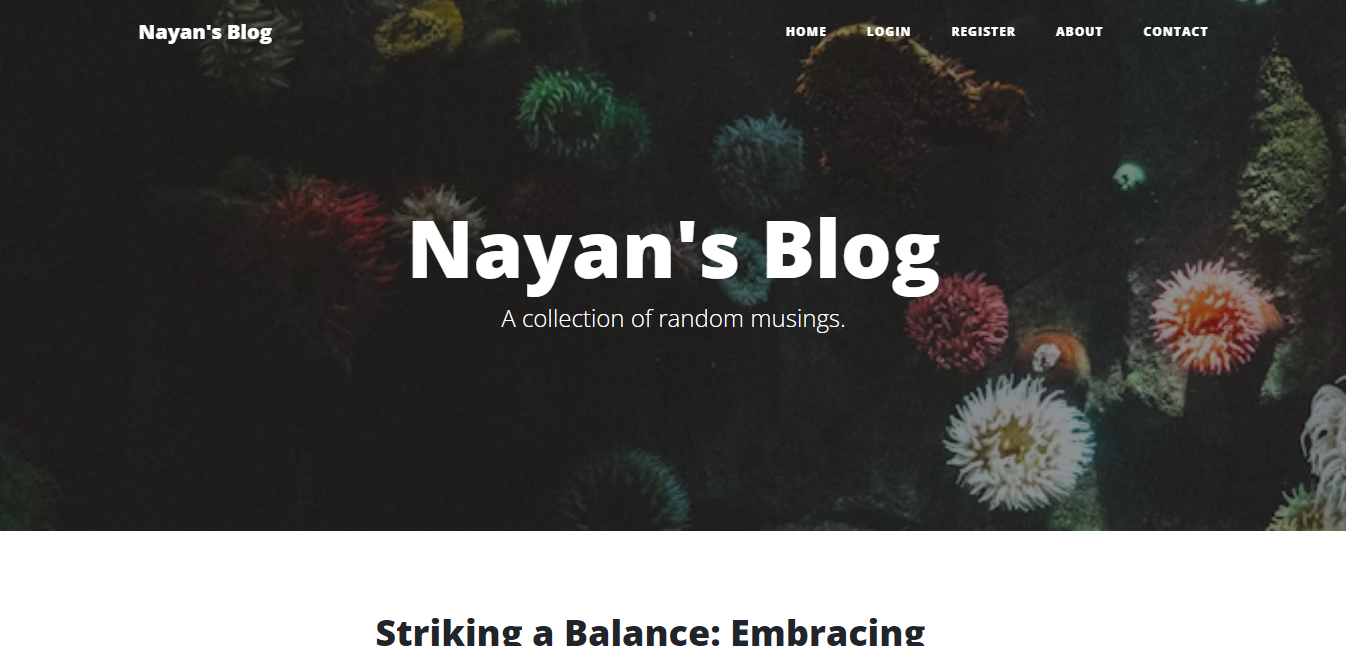 Nayan's Blog
HOME LOGIN REGISTER ABOUT CONTACT
Nayan's Blog
A collection of random musings.
Striking a Balance: Embracing